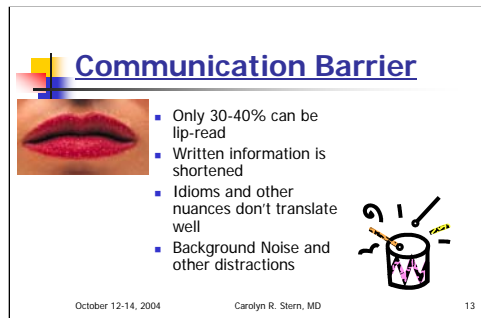 Communication Barrier
Only 30-40% can be
lip-read
Written information is
shortened
Idioms and other
nuances don't translate
well
Background Noise and
other distractions
October 12-14, 2004 Carolyn R. Stern, MD 13